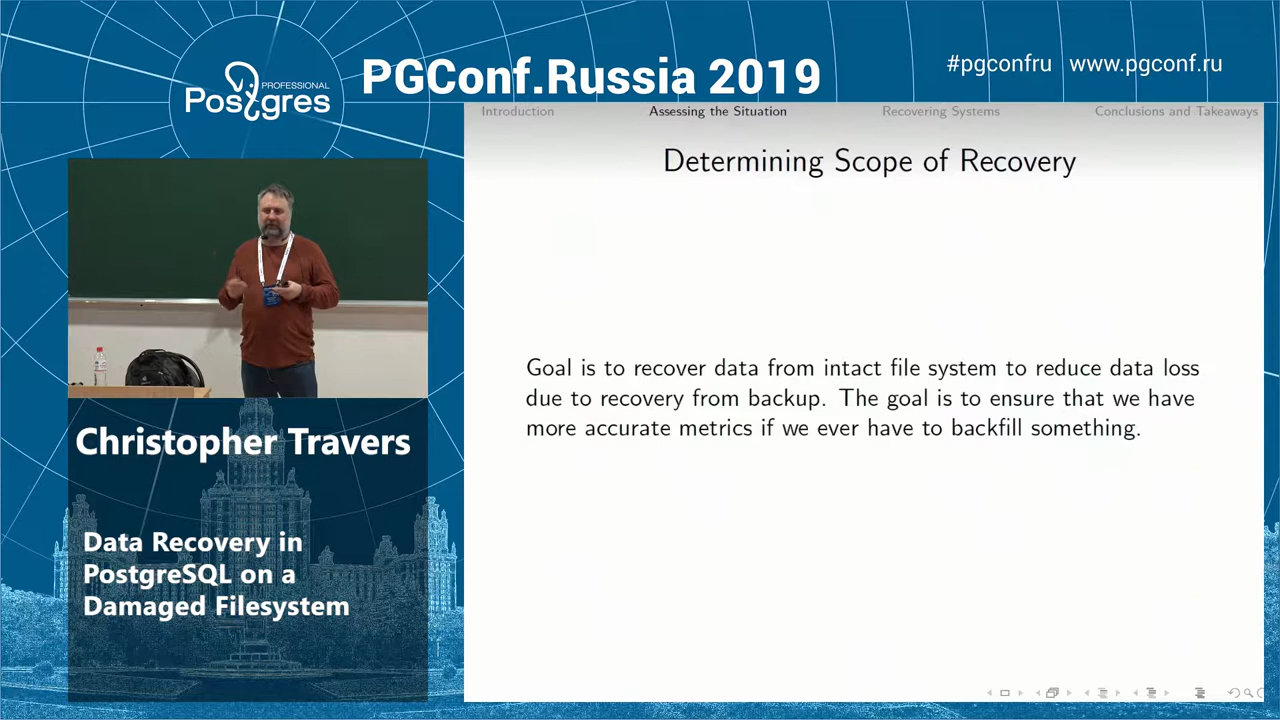 PROFESSIONAL
Postgres
PGConf.Russia 2019
#pgconfru www.pgconf.ru
Introduction Assessing the Situation Recovering Systems Conclusions and Takeaways
Determining Scope of Recovery
Goal is to recover data from intact file system to reduce data loss
due to recovery from backup. The goal is to ensure that we have
more accurate metrics if we ever have to backfill something.
Christopher Travers
Data Recovery in
PostgreSQL on a
Damaged Filesystem